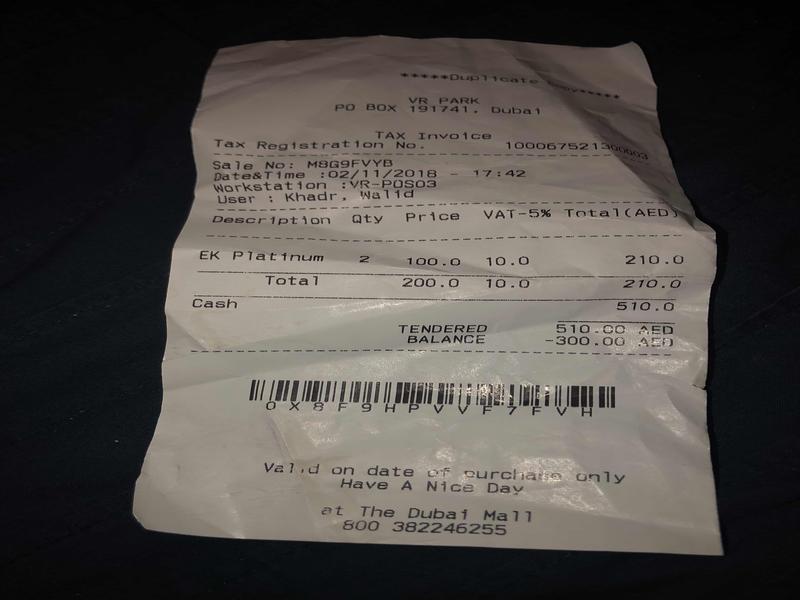 *****Duplicate Copy*****
VR PARK
PO BOX 191741, Dubai
TAX Invoice
Tax Registration No. 100067521300003
Sale No: M8G9FVYB
Date&Time :02/11/2018 - 17:42
Workstation :VR-POS03
User : Khadr, Walid
Description Qty Price VAT-5% Total(AED)
EK Platinum 2 100.0 10.0 210.0
Total 200.0 10.0 210.0
Cash 510.0
TENDERED 510.00 AED
BALANCE -300.00 AED
0X8F9HPVVF7FVH
Valid on date of purchase only
Have A Nice Day
at The Dubai Mall
800 382246255